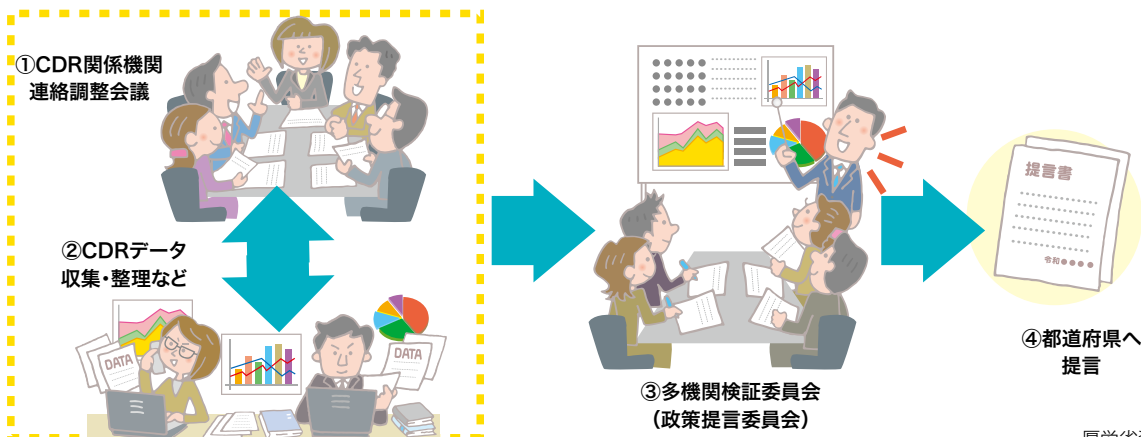 ①CDR関係機関
連絡調整会議
②CDRデータ
収集・整理など
DATA
DATA
③多機関検証委員会
（政策提言委員会）
提言書
令和●●●●
④都道府県へ
提言